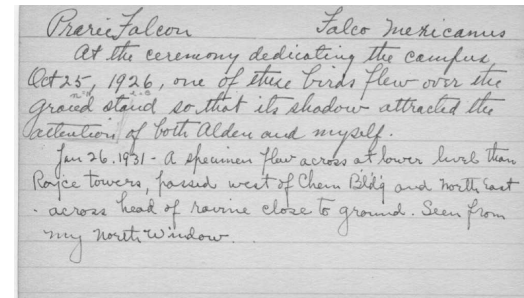 Prarie Falcon Falco Mexicanus
At the ceremony dedicating the campus,
Oct 25, 1926, one of these birds flew over the
grand stand so that its shadow attracted the
attention of both Alden and myself.
Jan 26. 1931 - A specimen flew across at lower level than
Royce towers, passed west of Chem Bldg and North East
across head of ravine close to ground. Seen from
my North Window.